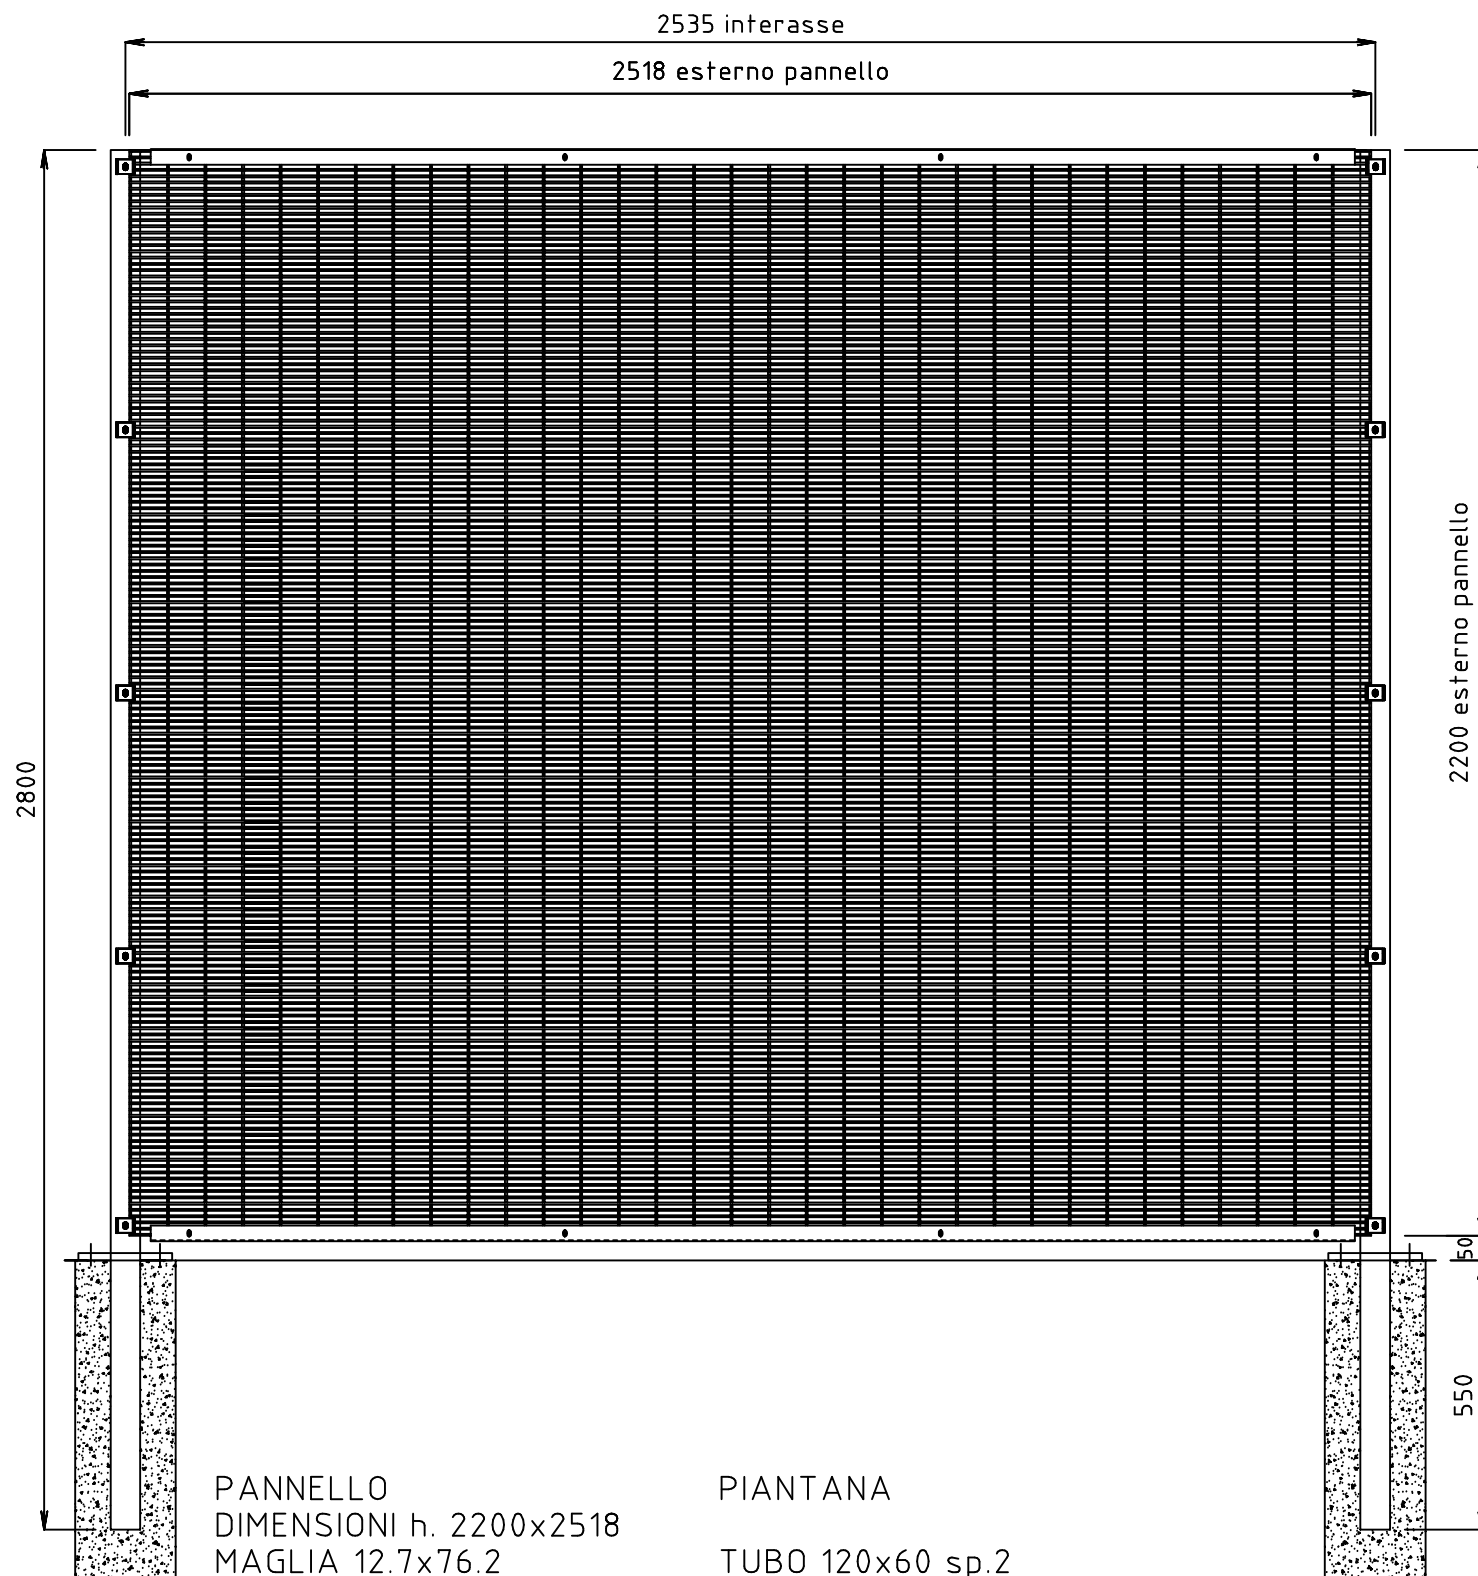 2535 interasse
2518 esterno pannello
2800
2200 esterno pannello
50
550
PANNELLO
DIMENSIONI h. 2200x2518
MAGLIA 12.7x76.2
PIANTANA
TUBO 120x60 sp.2